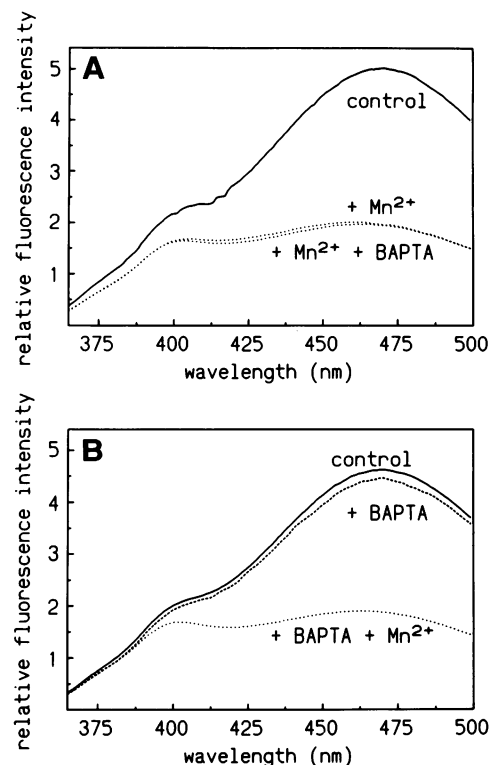 A
relative fluorescence intensity
5
4
3
2
1
control
+ Mn²⁺
+ Mn²⁺ + BAPTA
375 400 425 450 475 500
wavelength (nm)
B
relative fluorescence intensity
5
4
3
2
1
control
+ BAPTA
+ BAPTA + Mn²⁺
375 400 425 450 475 500
wavelength (nm)